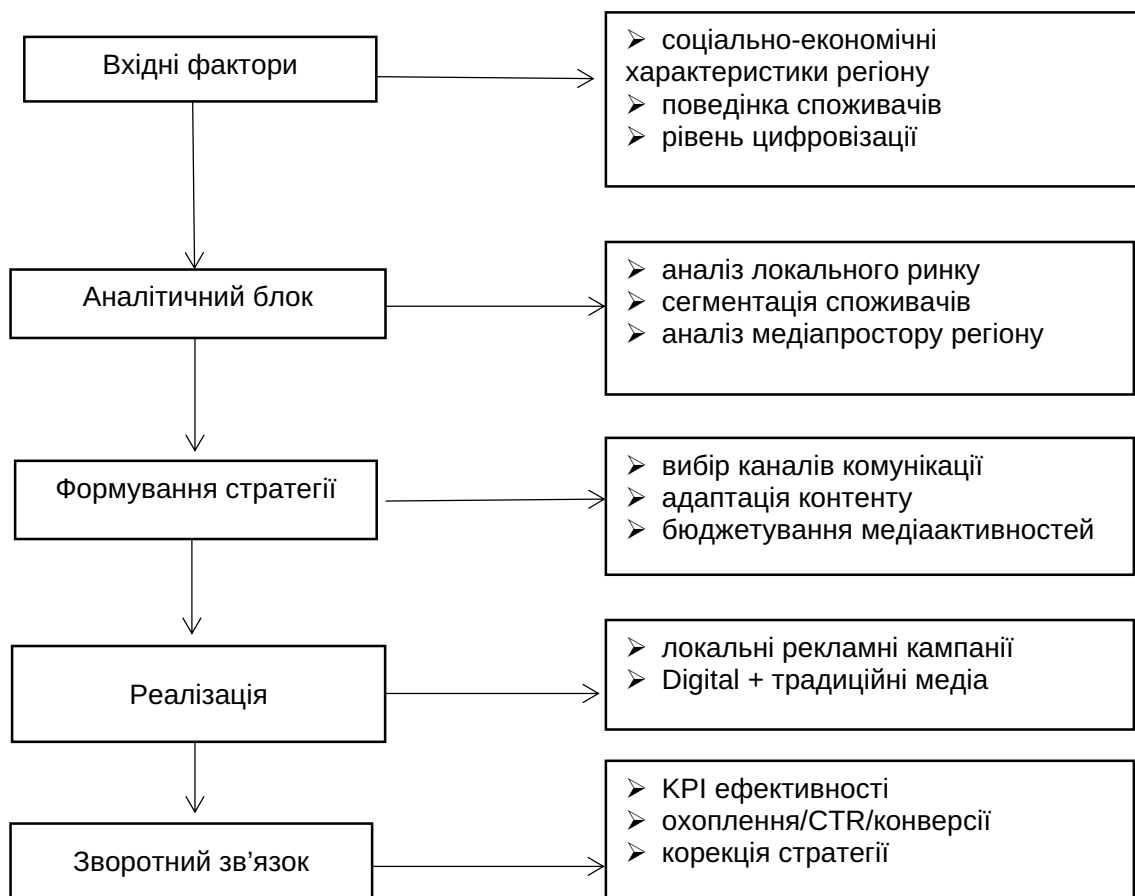 Вхідні фактори
➢ соціально-економічні
характеристики регіону
➢ поведінка споживачів
➢ рівень цифровізації
Аналітичний блок
➢ аналіз локального ринку
➢ сегментація споживачів
➢ аналіз медіапростору регіону
Формування стратегії
➢ вибір каналів комунікації
➢ адаптація контенту
➢ бюджетування медіаактивностей
Реалізація
➢ локальні рекламні кампанії
➢ Digital + традиційні медіа
Зворотний зв’язок
➢ KPI ефективності
➢ охоплення/CTR/конверсії
➢ корекція стратегії